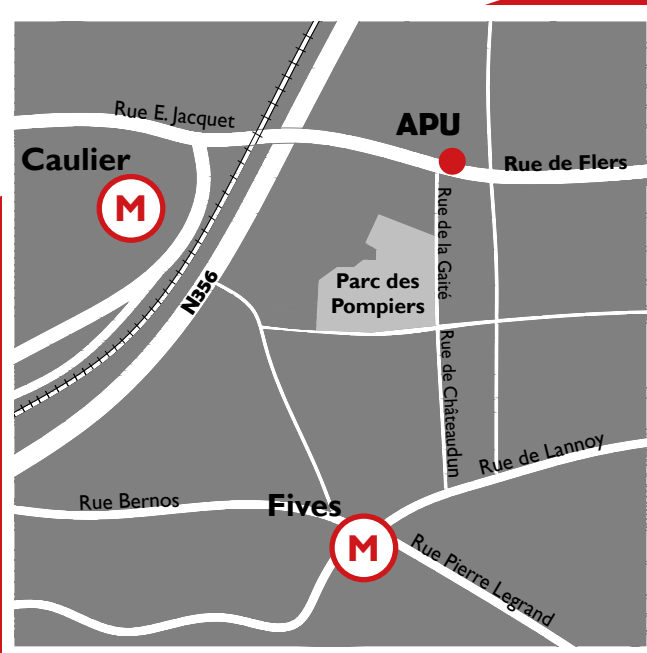 Rue E. Jacquet
APU
Caulier
Rue de Flers
M
Rue de la Gaité
N356
Parc des
Pompiers
Rue de Châteaudun
Rue de Lannoy
Rue Bernos
Fives
M
Rue Pierre Legrand